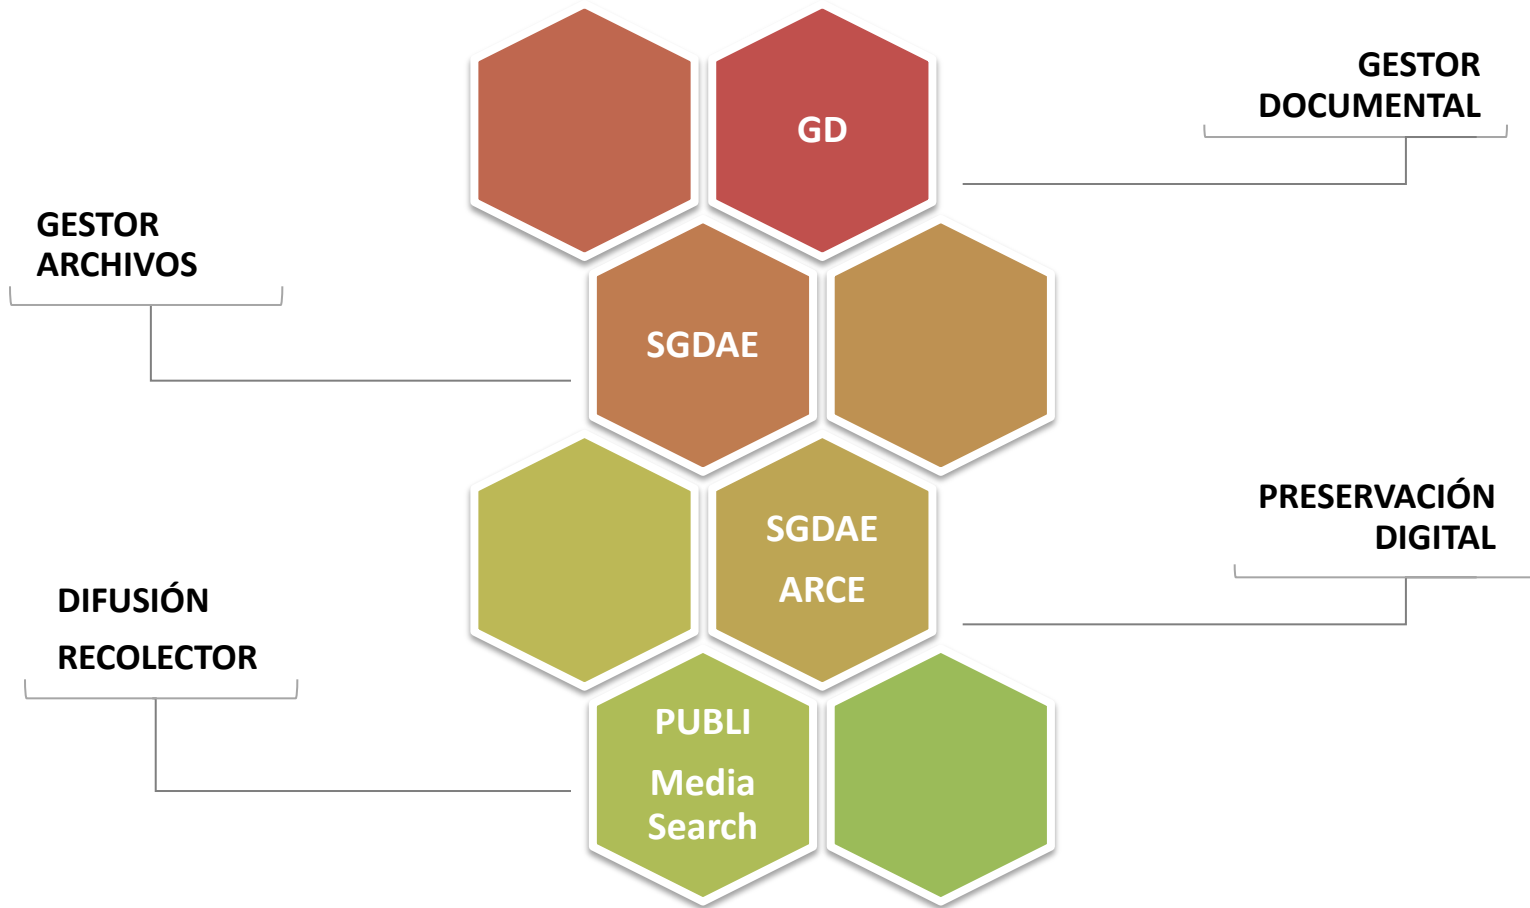 GESTOR
DOCUMENTAL
GD
GESTOR
ARCHIVOS
SGDAE
PRESERVACIÓN
DIGITAL
SGDAE
ARCE
DIFUSIÓN
RECOLECTOR
PUBLI
Media
Search